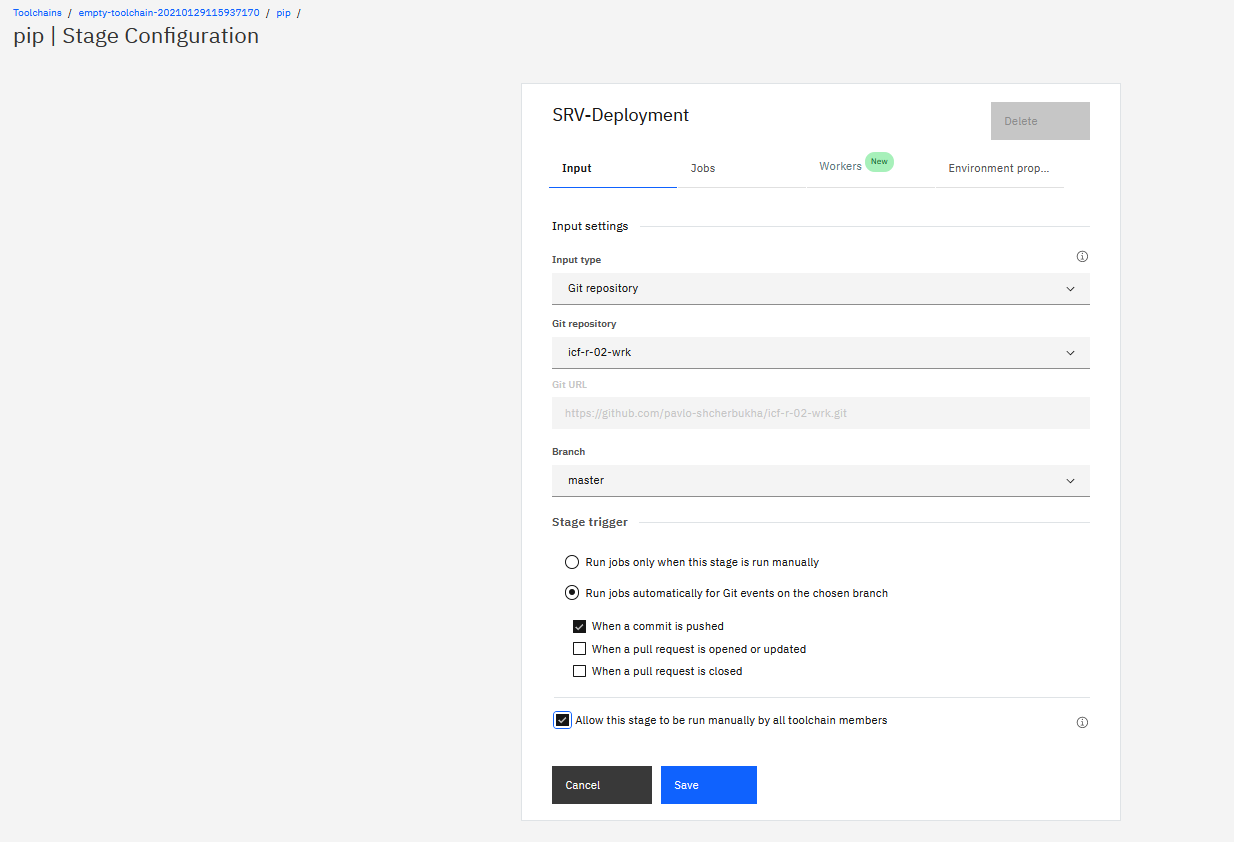 Toolchains / empty-toolchain-20210129115937170 / pip /
pip | Stage Configuration
SRV-Deployment
Delete
Input
Jobs
Workers New
Environment prop...
Input settings
Input type
Git repository
Git repository
icf-r-02-wrk
Git URL
https://github.com/pavlo-shcherbukha/icf-r-02-wrk.git
Branch
master
Stage trigger
Run jobs only when this stage is run manually
Run jobs automatically for Git events on the chosen branch
When a commit is pushed
When a pull request is opened or updated
When a pull request is closed
Allow this stage to be run manually by all toolchain members
Cancel
Save